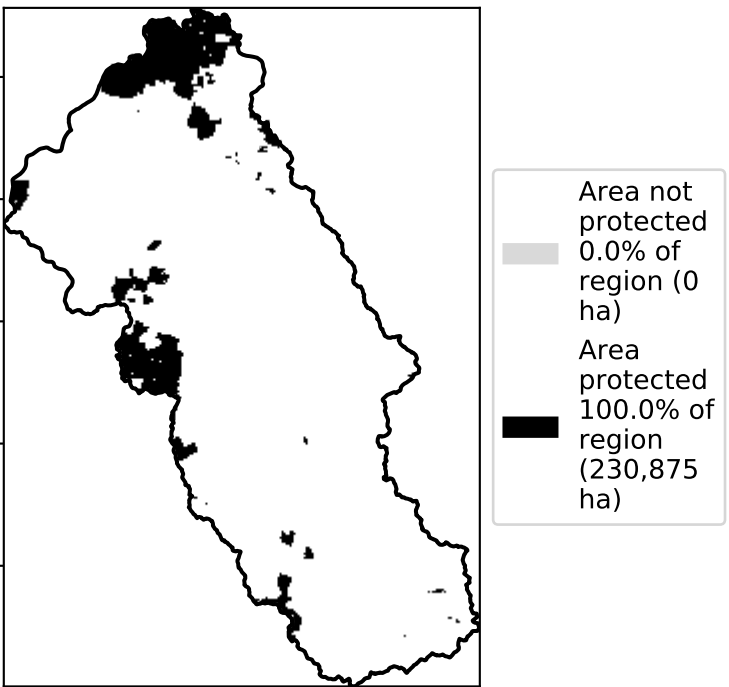 Area not
protected
0.0% of
region (0
ha)
Area
protected
100.0% of
region
(230,875
ha)